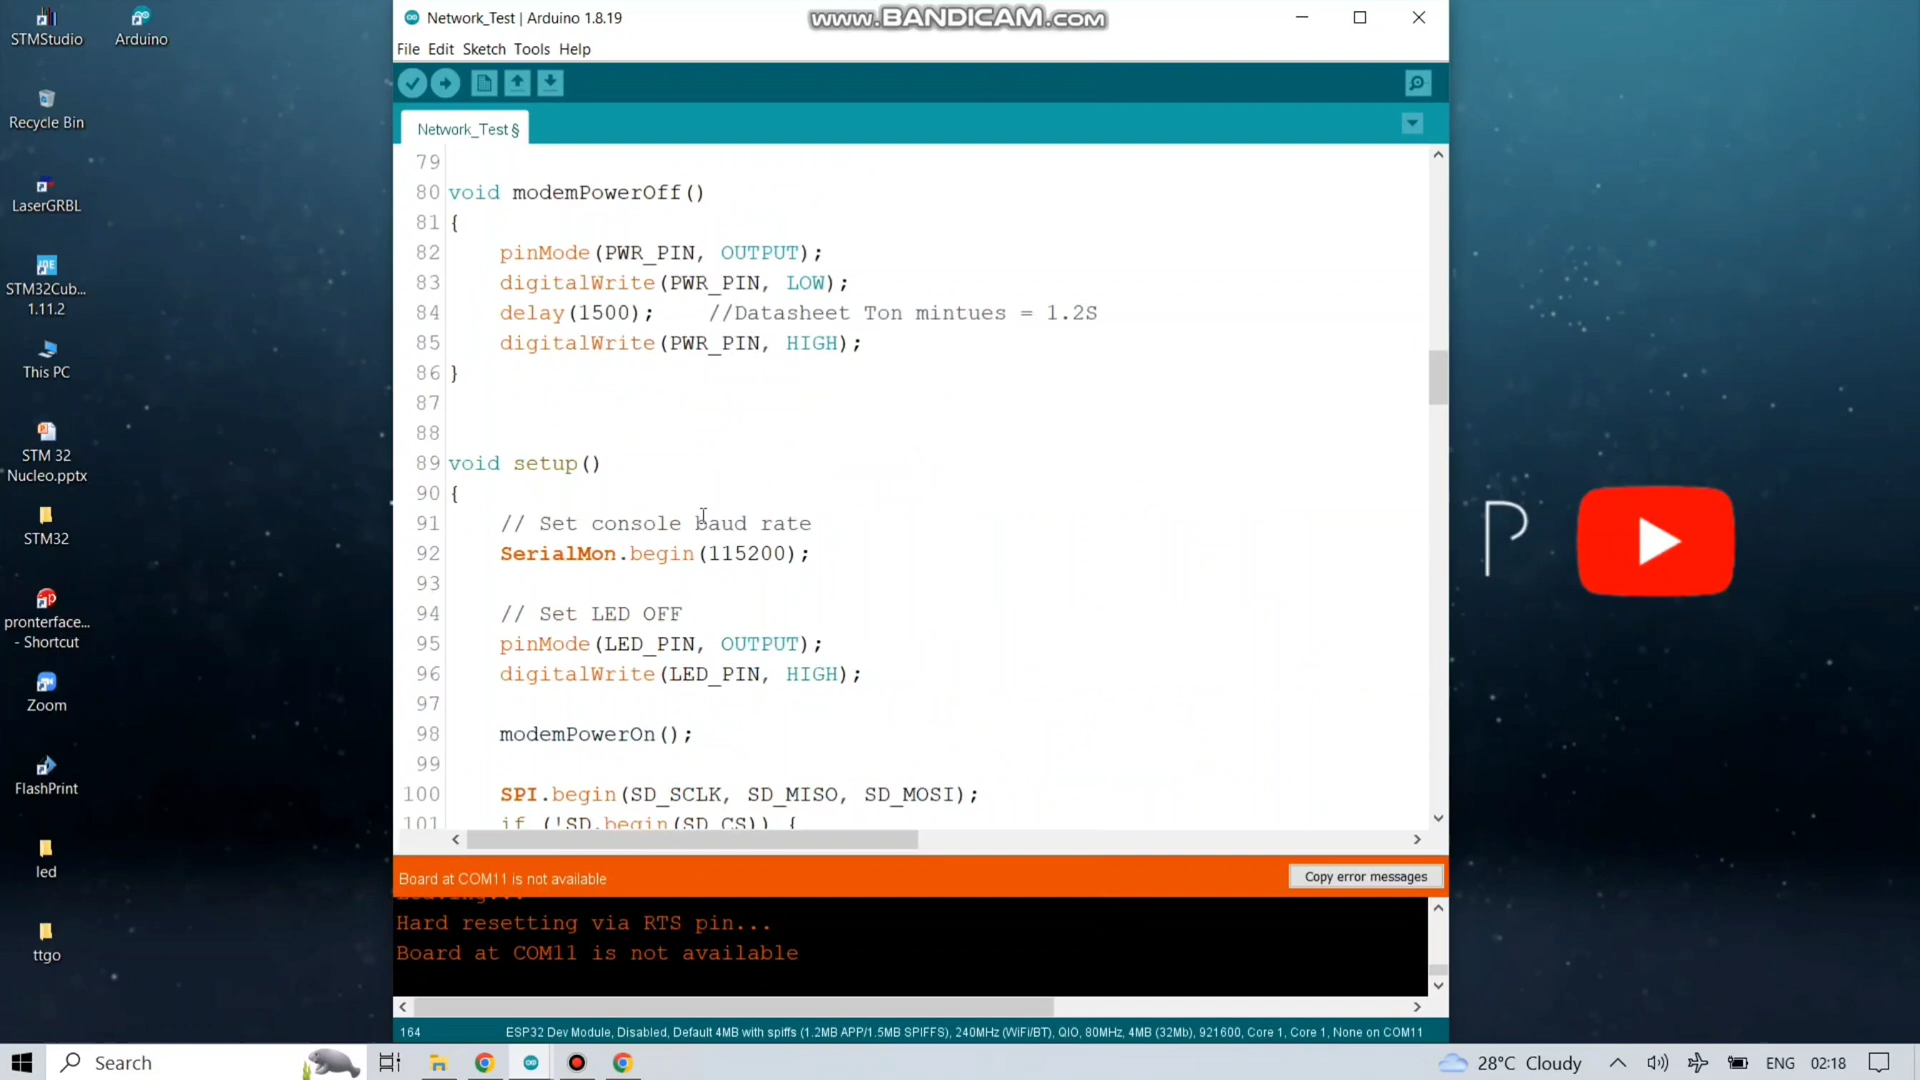 STMStudio
Arduino
Recycle Bin
LaserGRBL
IDE
STM32Cub...
1.11.2
This PC
STM 32
Nucleo.pptx
STM32
pronterface...
- Shortcut
Zoom
FlashPrint
led
ttgo
Network_Test | Arduino 1.8.19
www.BANDICAM.com
File Edit Sketch Tools Help
Network_Test §
79
80 void modemPowerOff()
81 {
82 pinMode(PWR_PIN, OUTPUT);
83 digitalWrite(PWR_PIN, LOW);
84 delay(1500); //Datasheet Ton mintues = 1.2S
85 digitalWrite(PWR_PIN, HIGH);
86 }
87
88
89 void setup()
90 {
91 // Set console baud rate
92 SerialMon.begin(115200);
93
94 // Set LED OFF
95 pinMode(LED_PIN, OUTPUT);
96 digitalWrite(LED_PIN, HIGH);
97
98 modemPowerOn();
99
100 SPI.begin(SD_SCLK, SD_MISO, SD_MOSI);
101 if (!SD.begin(SD_CS)) {
Board at COM11 is not available
Copy error messages
Leaving...
Hard resetting via RTS pin...
Board at COM11 is not available
164
ESP32 Dev Module, Disabled, Default 4MB with spiffs (1.2MB APP/1.5MB SPIFFS), 240MHz (WiFi/BT), QIO, 80MHz, 4MB (32Mb), 921600, Core 1, Core 1, None on COM11
P
Search
28°C Cloudy
ENG
02:18